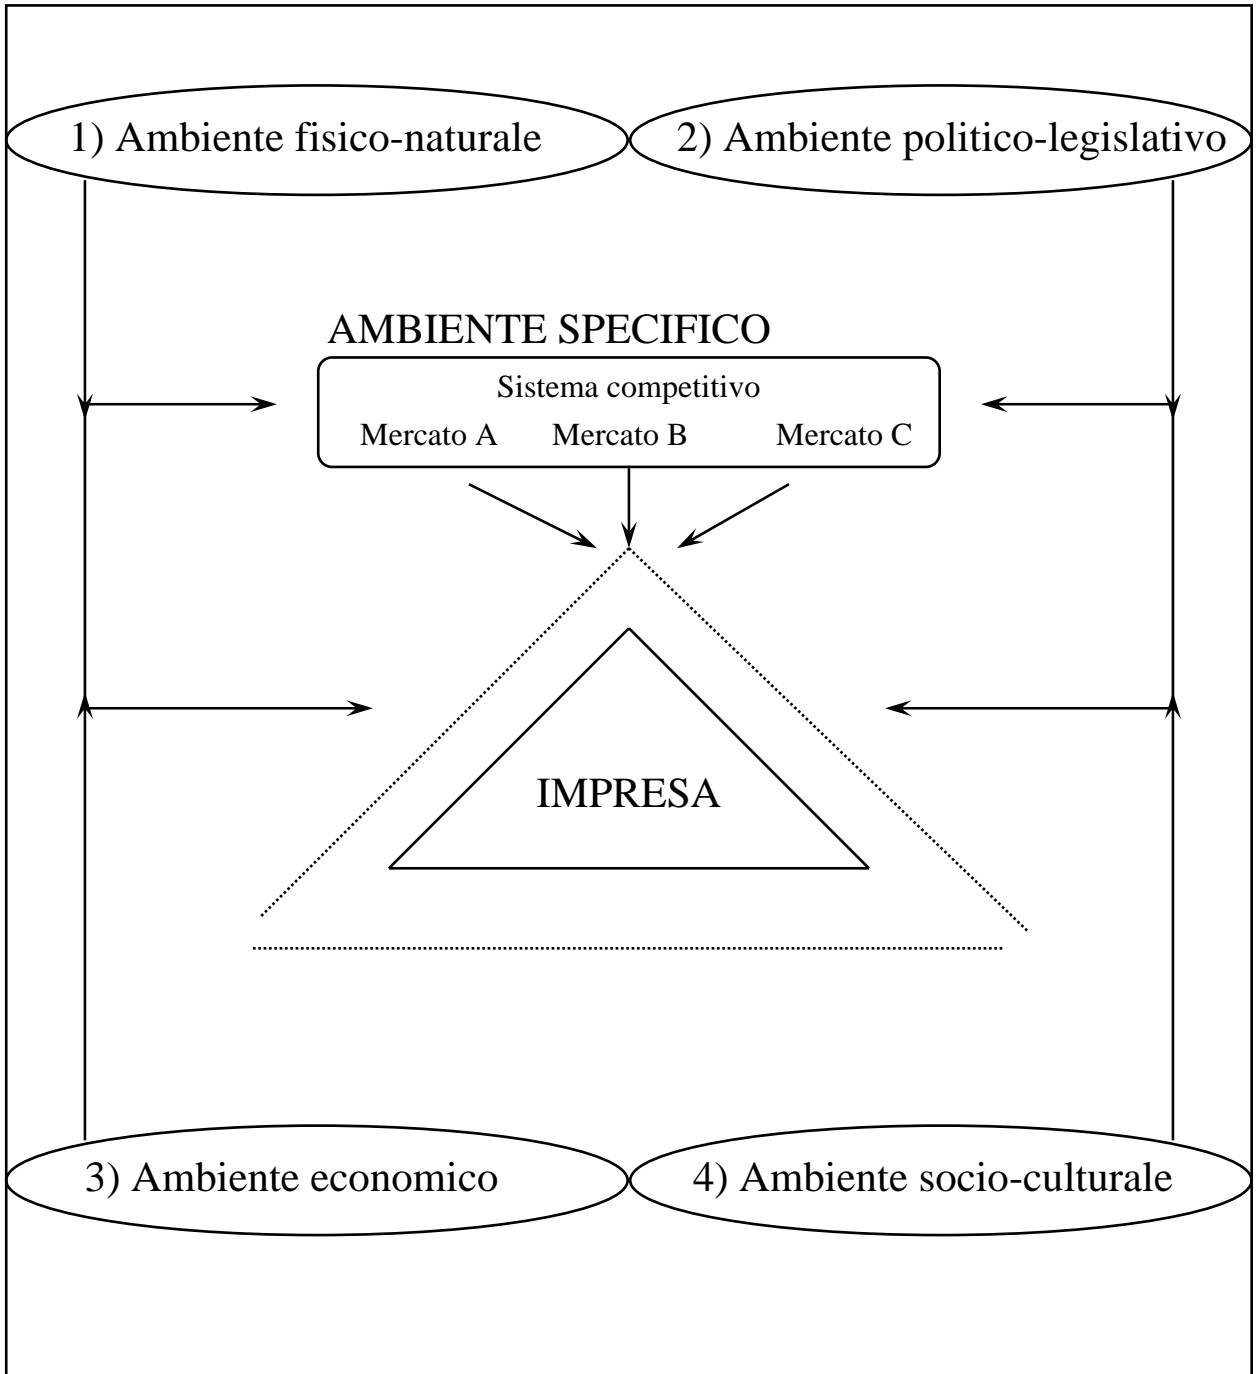 1) Ambiente fisico-naturale
2) Ambiente politico-legislativo
AMBIENTE SPECIFICO
Sistema competitivo
Mercato A Mercato B Mercato C
IMPRESA
3) Ambiente economico
4) Ambiente socio-culturale